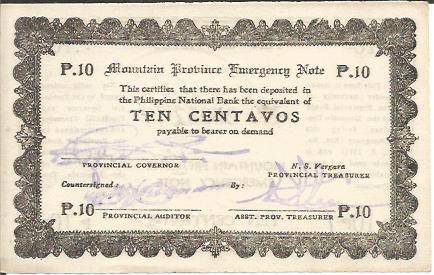 P.10 Mountain Province Emergency Note P.10
This certifies that there has been deposited in
the Philippine National Bank the equivalent of
TEN CENTAVOS
payable to bearer on demand
PROVINCIAL GOVERNOR
N. S. Vergara
PROVINCIAL TREASURER
Countersigned: By:
P.10 PROVINCIAL AUDITOR ASST. PROV. TREASURER P.10